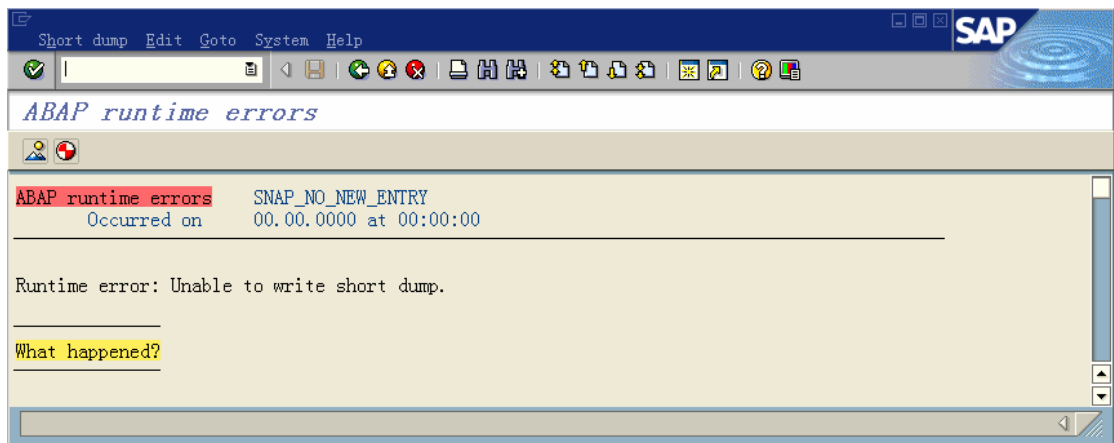 Short dump Edit Goto System Help
SAP
ABAP runtime errors
ABAP runtime errors SNAP_NO_NEW_ENTRY
Occurred on 00.00.0000 at 00:00:00
Runtime error: Unable to write short dump.
What happened?